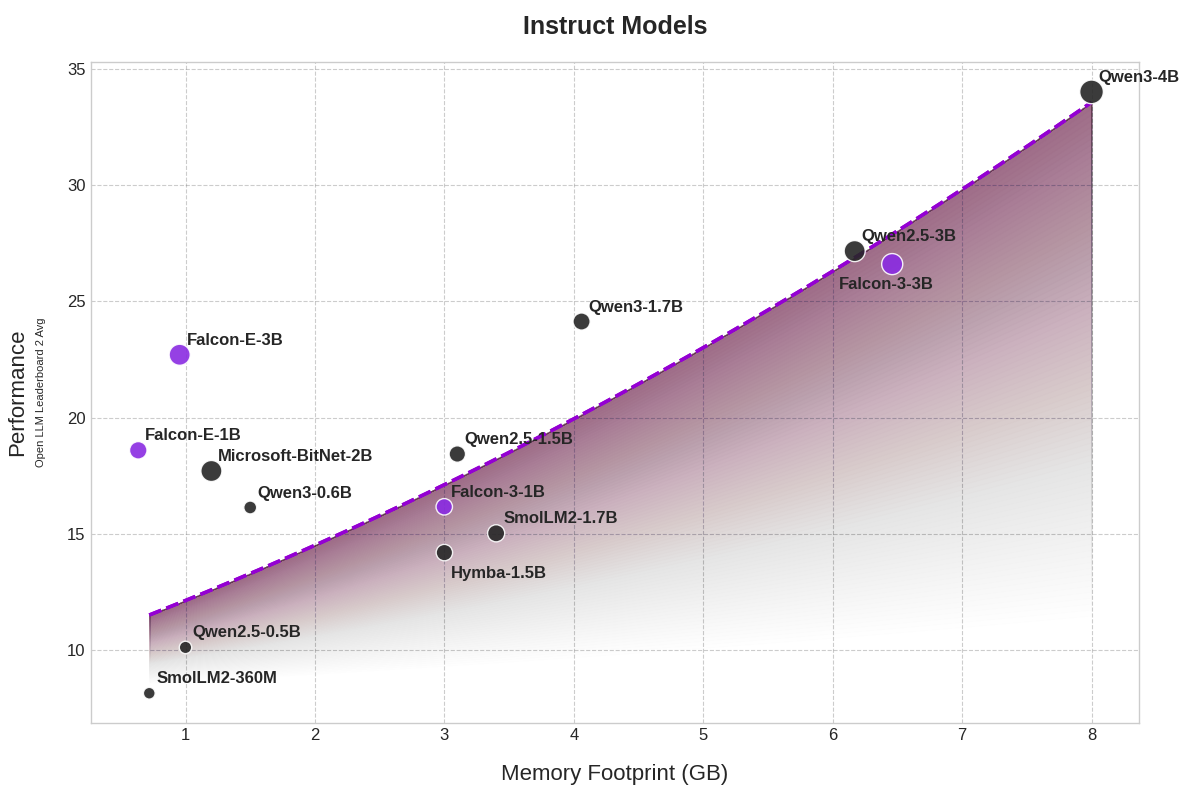 Instruct Models
35
30
25
20
15
10
Performance
Open LLM Leaderboard 2 Avg
Qwen3-4B
Qwen2.5-3B
Falcon-3-3B
Qwen3-1.7B
Falcon-E-3B
Falcon-E-1B
Qwen2.5-1.5B
Microsoft-BitNet-2B
Qwen3-0.6B
Falcon-3-1B
SmolLM2-1.7B
Hymba-1.5B
Qwen2.5-0.5B
SmolLM2-360M
1 2 3 4 5 6 7 8
Memory Footprint (GB)